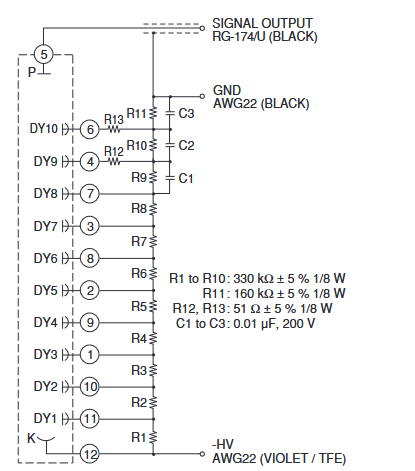 SIGNAL OUTPUT
RG-174/U (BLACK)
5
P
GND
AWG22 (BLACK)
R11
C3
R13
DY10
6
R10
C2
R12
DY9
4
R9
C1
DY8
7
R8
DY7
3
R7
DY6
8
R6
R1 to R10: 330 kΩ ± 5 % 1/8 W
DY5
2
R11: 160 kΩ ± 5 % 1/8 W
R5
R12, R13: 51 Ω ± 5 % 1/8 W
DY4
9
C1 to C3: 0.01 µF, 200 V
R4
DY3
1
R3
DY2
10
R2
DY1
11
K
R1
-HV
12
AWG22 (VIOLET / TFE)